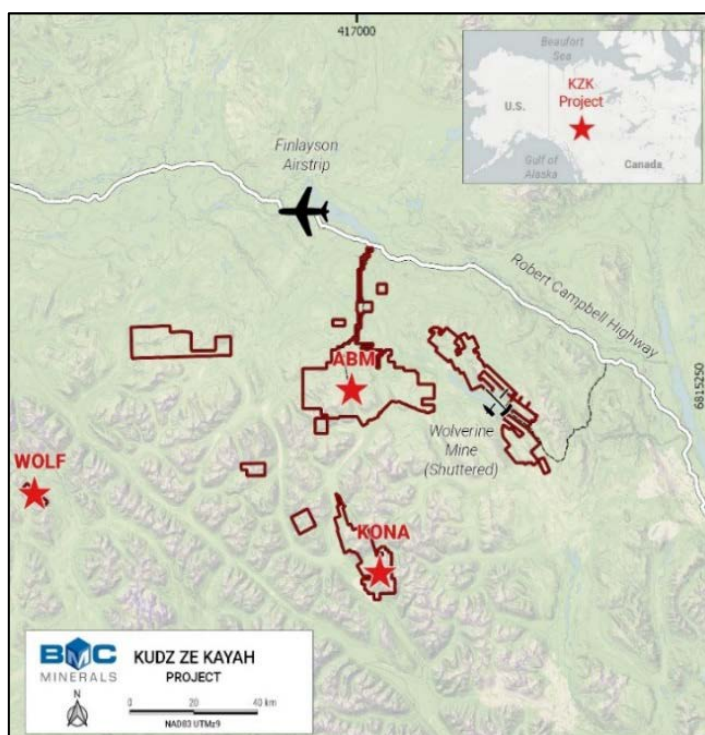 417000
Beaufort
Sea
KZK
Project
U.S.
Canada
Gulf of
Alaska
Finlayson
Airstrip
Robert Campbell Highway
6815250
ABM
Wolverine
Mine
(Shuttered)
WOLF
KONA
BMC
MINERALS
KUDZ ZE KAYAH
PROJECT
N
0 20 40 km
NAD83 UTMz9